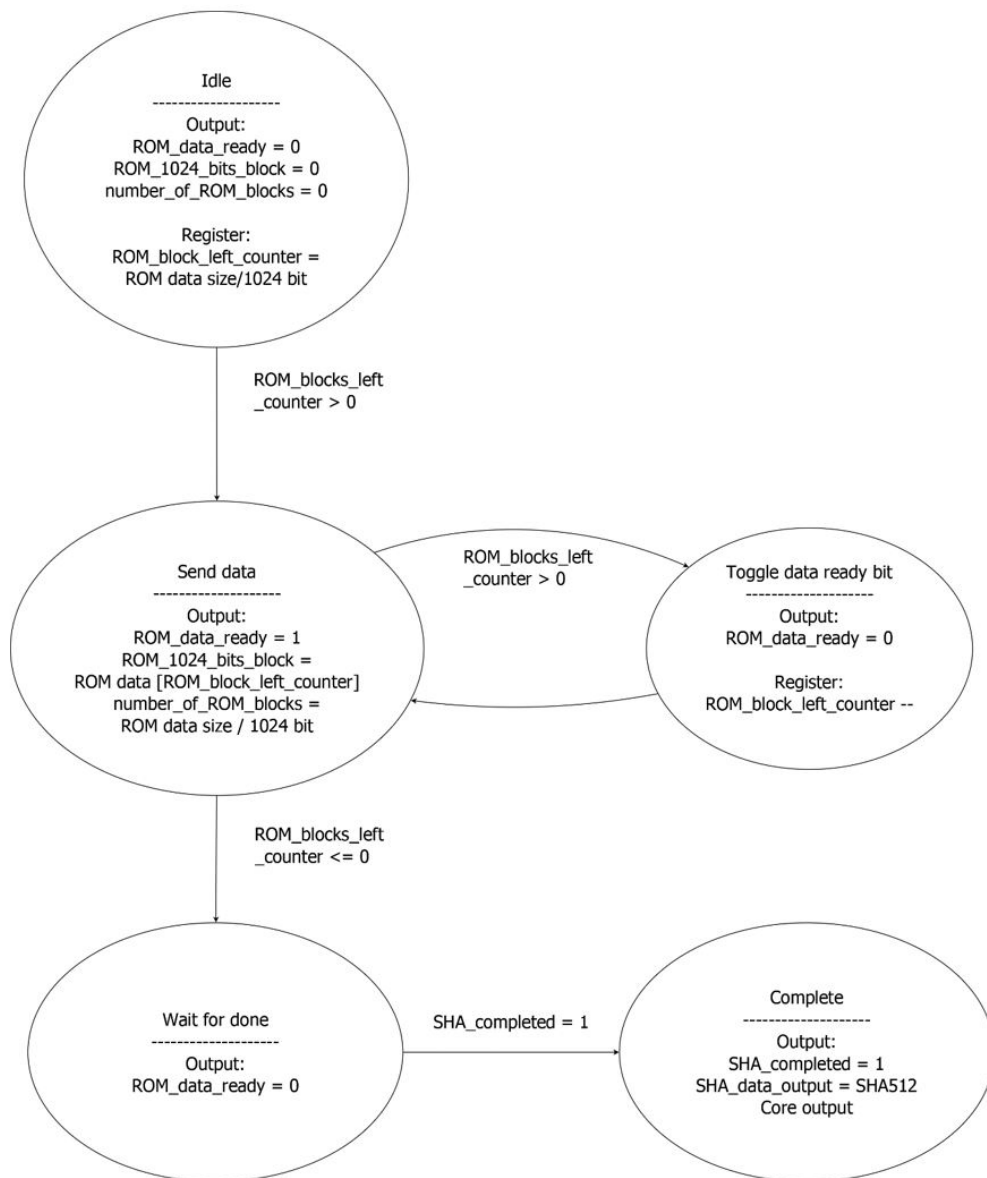 Idle
--------------------
Output:
ROM_data_ready = 0
ROM_1024_bits_block = 0
number_of_ROM_blocks = 0
Register:
ROM_block_left_counter =
ROM data size/1024 bit
ROM_blocks_left
_counter > 0
Send data
--------------------
Output:
ROM_data_ready = 1
ROM_1024_bits_block =
ROM data [ROM_block_left_counter]
number_of_ROM_blocks =
ROM data size / 1024 bit
ROM_blocks_left
_counter > 0
Toggle data ready bit
--------------------
Output:
ROM_data_ready = 0
Register:
ROM_block_left_counter --
ROM_blocks_left
_counter <= 0
Wait for done
--------------------
Output:
ROM_data_ready = 0
SHA_completed = 1
Complete
--------------------
Output:
SHA_completed = 1
SHA_data_output = SHA512
Core output